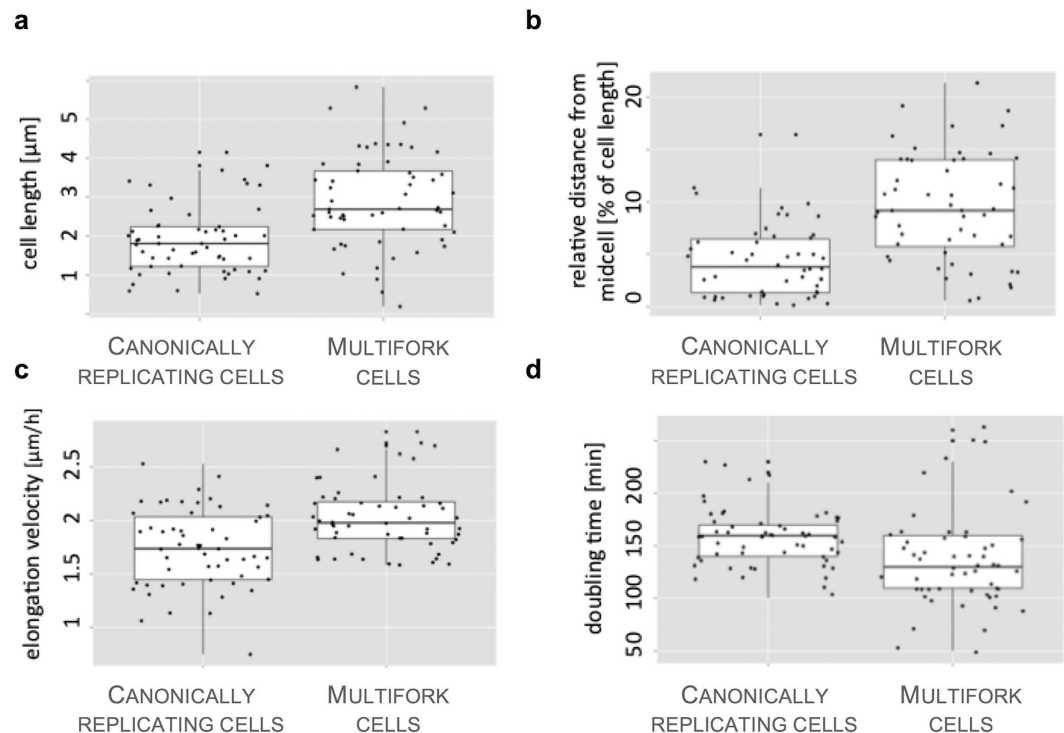 a
cell length [µm]
5
4
3
2
1
CANONICALLY
REPLICATING CELLS
MULTIFORK
CELLS
b
relative distance from
midcell [% of cell length]
20
10
0
CANONICALLY
REPLICATING CELLS
MULTIFORK
CELLS
c
elongation velocity [µm/h]
2.5
2
1.5
1
CANONICALLY
REPLICATING CELLS
MULTIFORK
CELLS
d
doubling time [min]
200
150
100
50
CANONICALLY
REPLICATING CELLS
MULTIFORK
CELLS